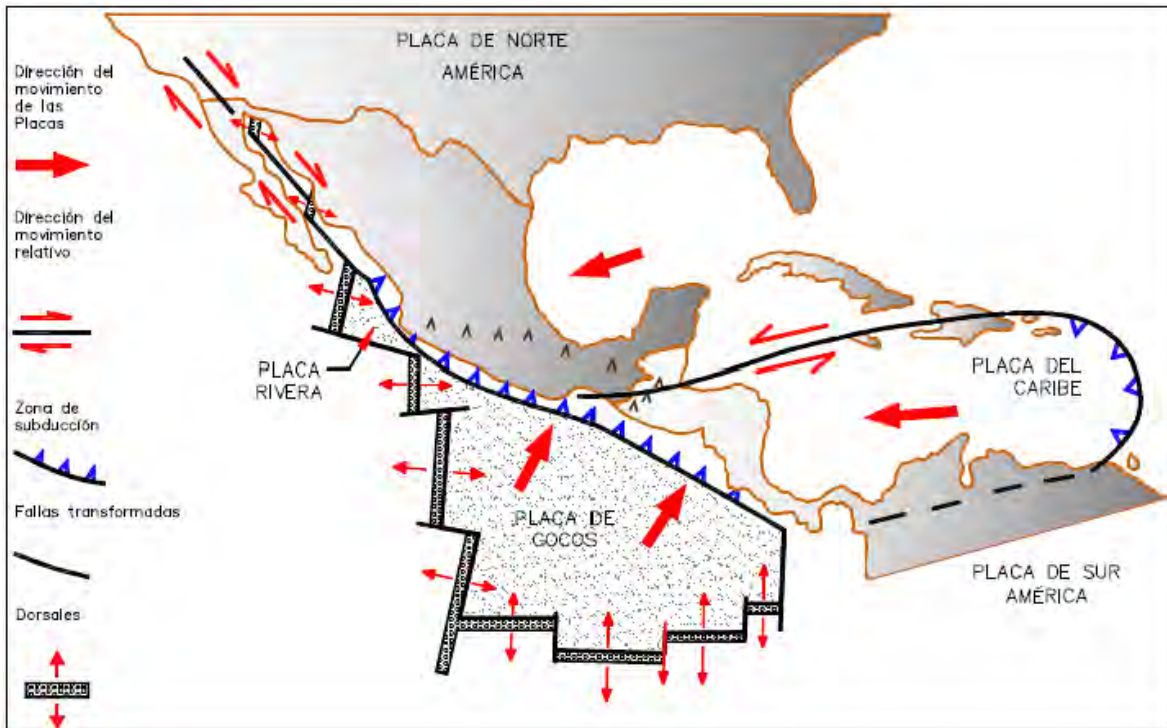 Dirección del
movimiento
de las
Placas
Dirección del
movimiento
relativo
Zona de
subducción
Fallas transformadas
Dorsales
PLACA DE NORTE
AMÉRICA
PLACA
RIVERA
PLACA DE
COCOS
PLACA DEL
CARIBE
PLACA DE SUR
AMÉRICA